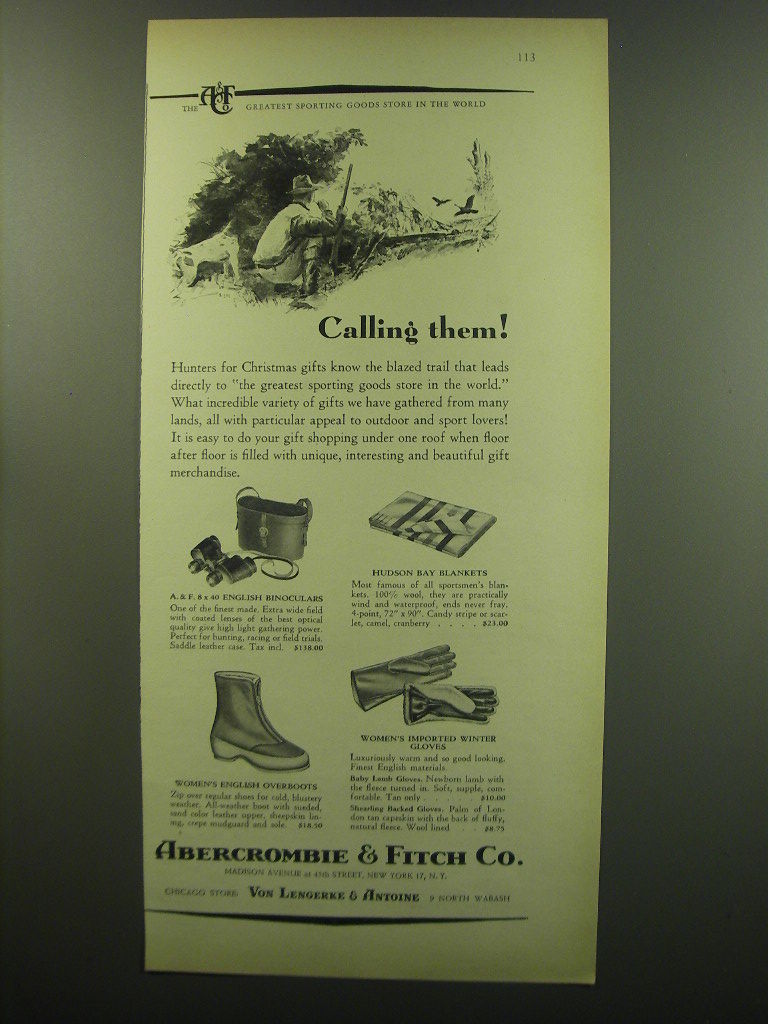 113
THE A&F Co GREATEST SPORTING GOODS STORE IN THE WORLD
Calling them!
Hunters for Christmas gifts know the blazed trail that leads
directly to "the greatest sporting goods store in the world."
What incredible variety of gifts we have gathered from many
lands, all with particular appeal to outdoor and sport lovers!
It is easy to do your gift shopping under one roof when floor
after floor is filled with unique, interesting and beautiful gift
merchandise.
A. & F. 8 x 40 ENGLISH BINOCULARS
One of the finest made. Extra wide field
with coated lenses of the best optical
quality give high light gathering power.
Perfect for hunting, racing or field trials.
Saddle leather case. Tax incl. $138.00
HUDSON BAY BLANKETS
Most famous of all sportsmen's blan-
kets. 100% wool, they are practically
wind and waterproof, ends never fray.
4-point, 72" x 90". Candy stripe or scar-
let, camel, cranberry . . . . $23.00
WOMEN'S ENGLISH OVERBOOTS
Zip over regular shoes for cold, blustery
weather. All-weather boot with sueded,
sand color leather upper, sheepskin lin-
ing, crepe mudguard and sole. $18.50
WOMEN'S IMPORTED WINTER
GLOVES
Luxuriously warm and so good looking.
Finest English materials.
Baby Lamb Gloves. Newborn lamb with
the fleece turned in. Soft, supple, com-
fortable. Tan only . . . . $10.00
Shearling Backed Gloves. Palm of Lon-
don tan capeskin with the back of fluffy,
natural fleece. Wool lined . . $8.75
ABERCROMBIE & FITCH CO.
MADISON AVENUE at 45th STREET, NEW YORK 17, N. Y.
CHICAGO STORE: VON LENGERKE & ANTOINE 9 NORTH WABASH